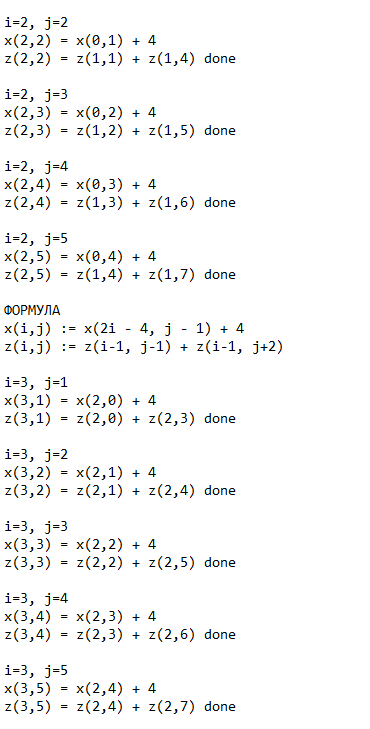 i=2, j=2
x(2,2) = x(0,1) + 4
z(2,2) = z(1,1) + z(1,4) done
i=2, j=3
x(2,3) = x(0,2) + 4
z(2,3) = z(1,2) + z(1,5) done
i=2, j=4
x(2,4) = x(0,3) + 4
z(2,4) = z(1,3) + z(1,6) done
i=2, j=5
x(2,5) = x(0,4) + 4
z(2,5) = z(1,4) + z(1,7) done
ФОРМУЛА
x(i,j) := x(2i - 4, j - 1) + 4
z(i,j) := z(i-1, j-1) + z(i-1, j+2)
i=3, j=1
x(3,1) = x(2,0) + 4
z(3,1) = z(2,0) + z(2,3) done
i=3, j=2
x(3,2) = x(2,1) + 4
z(3,2) = z(2,1) + z(2,4) done
i=3, j=3
x(3,3) = x(2,2) + 4
z(3,3) = z(2,2) + z(2,5) done
i=3, j=4
x(3,4) = x(2,3) + 4
z(3,4) = z(2,3) + z(2,6) done
i=3, j=5
x(3,5) = x(2,4) + 4
z(3,5) = z(2,4) + z(2,7) done